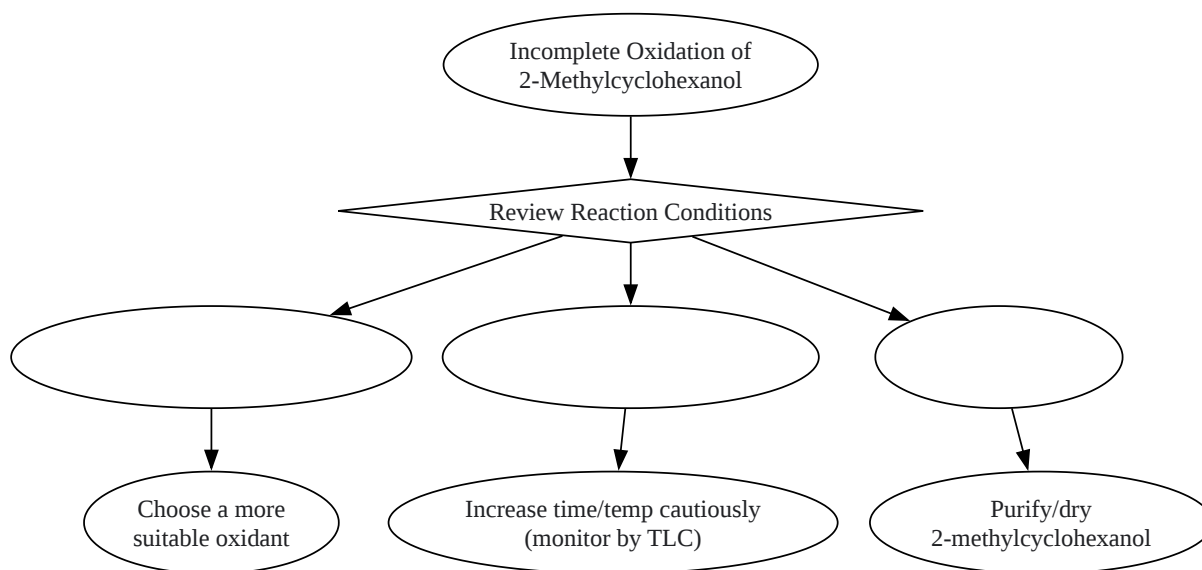 Incomplete Oxidation of
2-Methylcyclohexanol
Review Reaction Conditions
Choose a more
suitable oxidant
Increase time/temp cautiously
(monitor by TLC)
Purify/dry
2-methylcyclohexanol